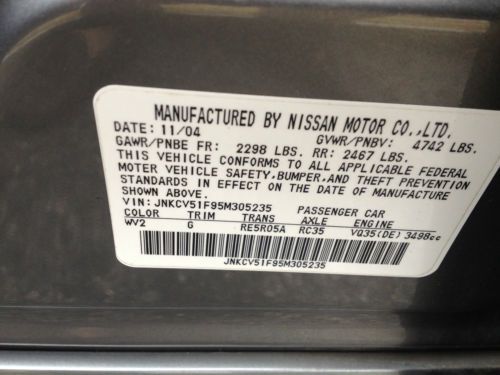 MANUFACTURED BY NISSAN MOTOR CO.,LTD.
DATE: 11/04 GVWR/PNBV: 4742 LBS.
GAWR/PNBE FR: 2298 LBS. RR: 2467 LBS.
THIS VEHICLE CONFORMS TO ALL APPLICABLE FEDERAL
MOTER VEHICLE SAFETY, BUMPER, AND THEFT PREVENTION
STANDARDS IN EFFECT ON THE DATE OF MANUFACTURE
SHOWN ABOVE.
VIN: JNKCV51F95M305235 PASSENGER CAR
COLOR TRIM TRANS AXLE ENGINE
WV2 G RE5R05A RC35 VQ35(DE) 3498cc
JNKCV51F95M305235